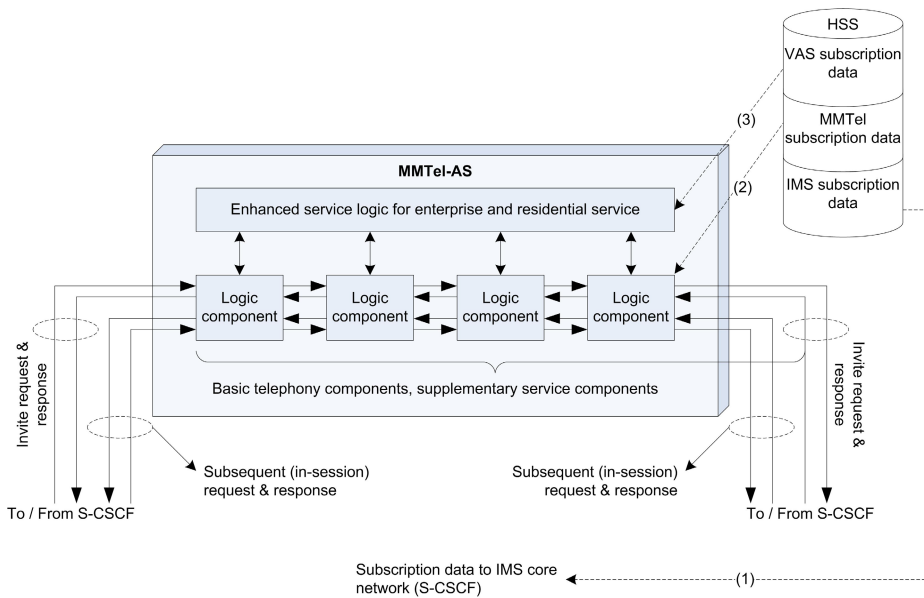 HSS
VAS subscription
data
MMTel
subscription data
IMS subscription
data
(3)
(2)
MMTel-AS
Enhanced service logic for enterprise and residential service
Logic
component
Logic
component
Logic
component
Logic
component
Basic telephony components, supplementary service components
Invite request &
response
Invite request &
response
Subsequent (in-session)
request & response
Subsequent (in-session)
request & response
To / From S-CSCF
To / From S-CSCF
Subscription data to IMS core
network (S-CSCF)
(1)